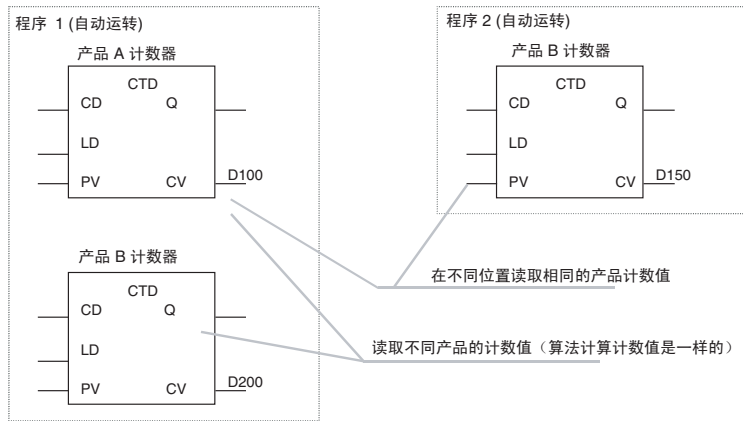 程序 1 (自动运转)
产品 A 计数器
CTD
CD Q
LD
PV CV D100
产品 B 计数器
CTD
CD Q
LD
PV CV D200
程序 2 (自动运转)
产品 B 计数器
CTD
CD Q
LD
PV CV D150
在不同位置读取相同的产品计数值
读取不同产品的计数值（算法计算计数值是一样的）